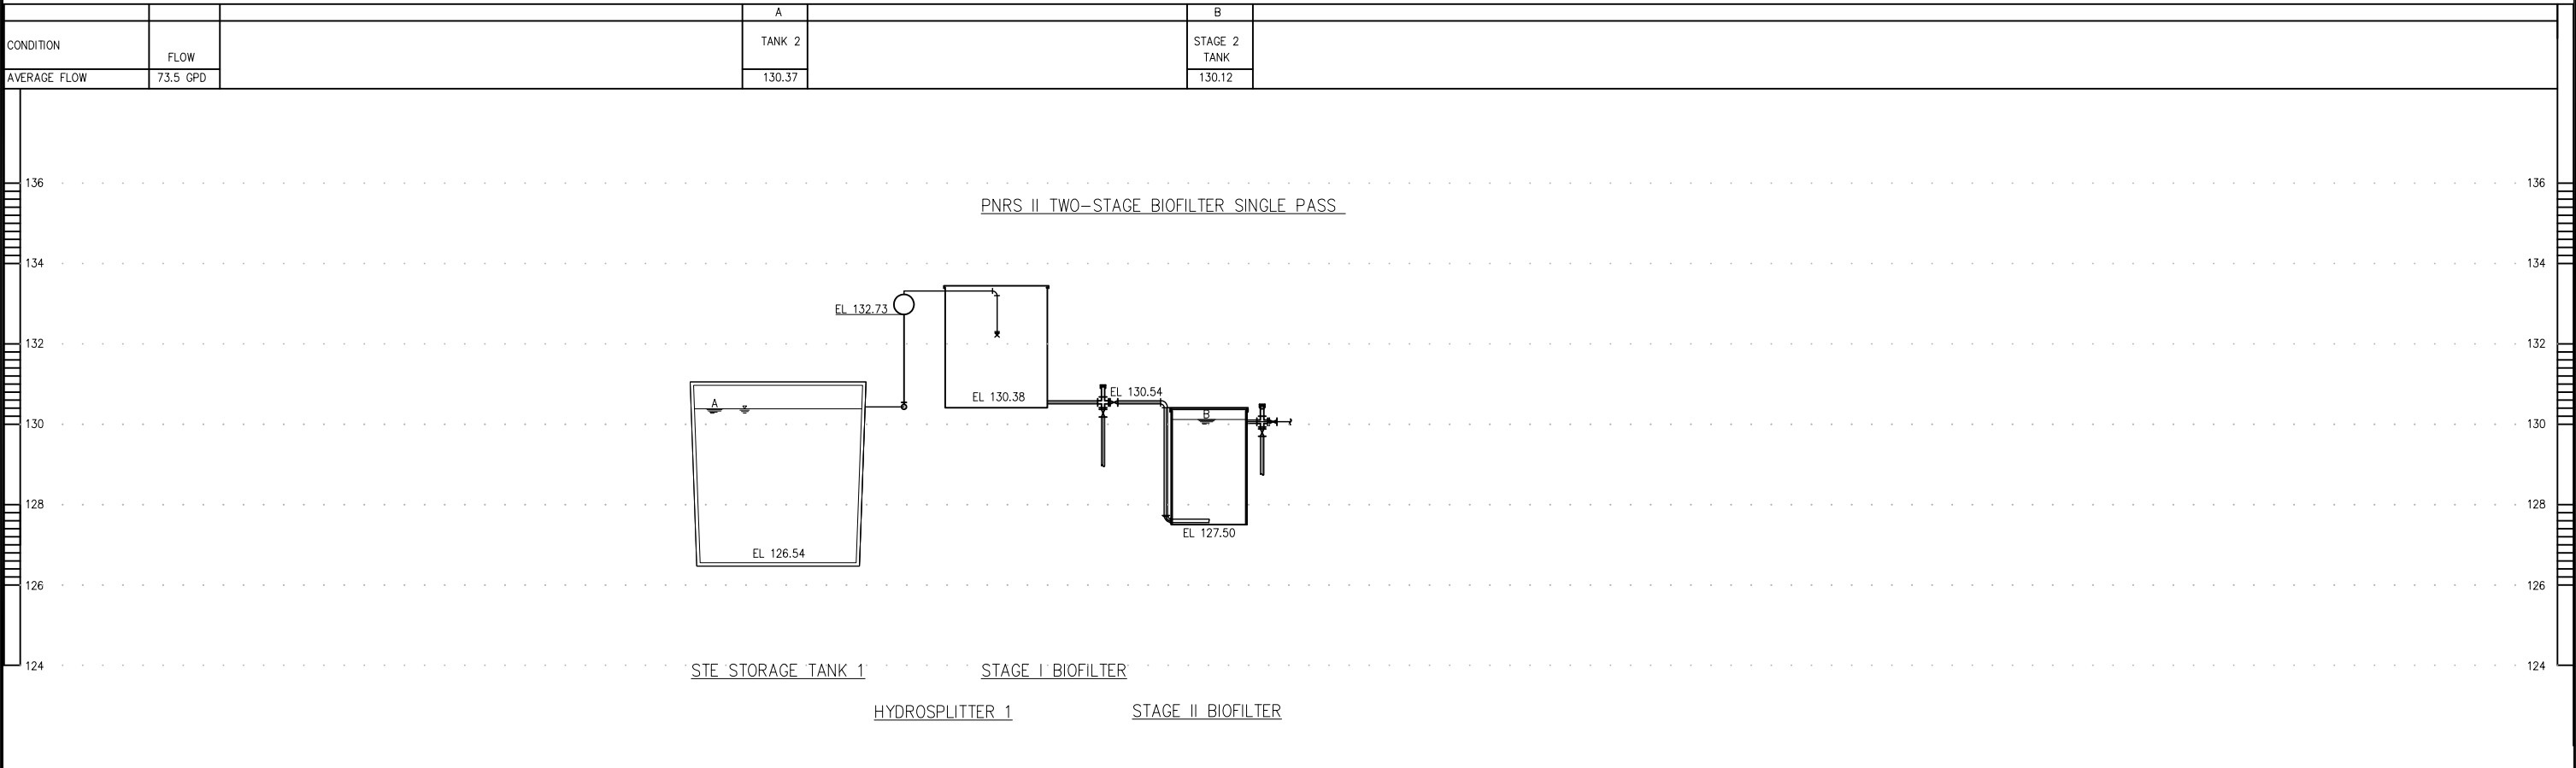 A
B
CONDITION
FLOW
TANK 2
STAGE 2
TANK
AVERAGE FLOW
73.5 GPD
130.37
130.12
136
136
PNRS II TWO-STAGE BIOFILTER SINGLE PASS
134
134
EL 132.73
132
132
EL 130.38
EL 130.54
A
B
130
130
128
128
EL 127.50
EL 126.54
126
126
124
124
STE STORAGE TANK 1
STAGE I BIOFILTER
HYDROSPLITTER 1
STAGE II BIOFILTER